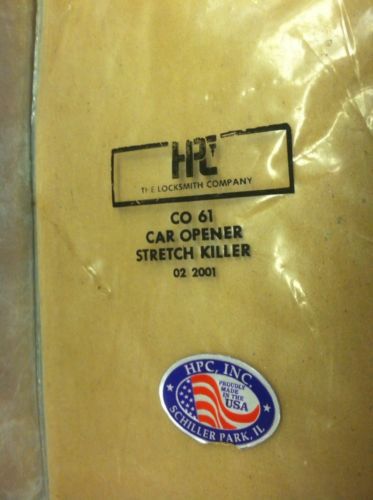 HPC
THE LOCKSMITH COMPANY
CO 61
CAR OPENER
STRETCH KILLER
02 2001
★ HPC, INC. ★
PROUDLY
MADE
IN THE
USA
SCHILLER PARK, IL